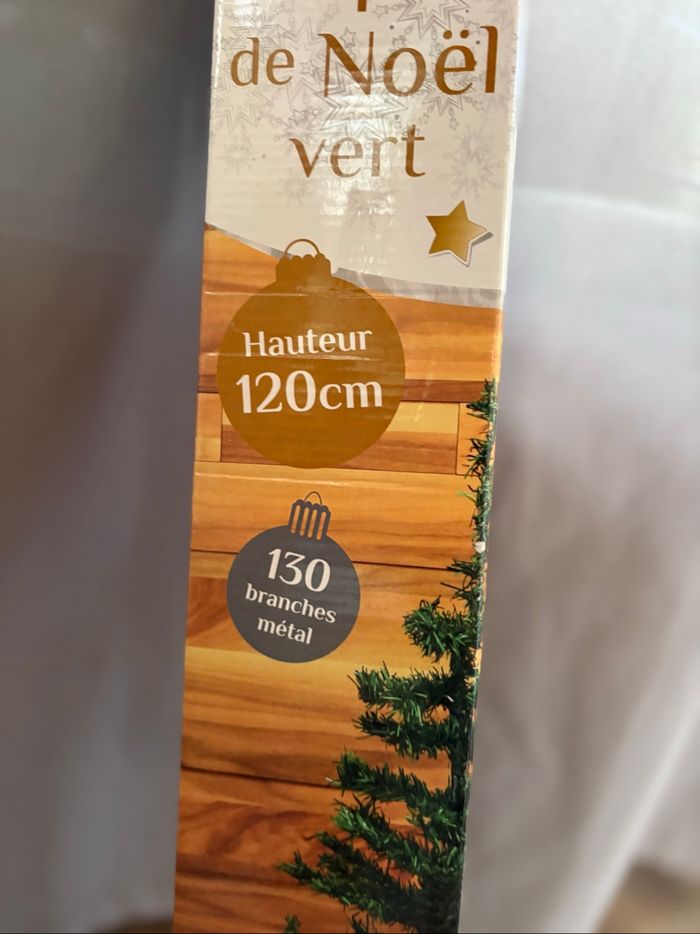 de Noël
vert
Hauteur
120cm
130
branches
métal